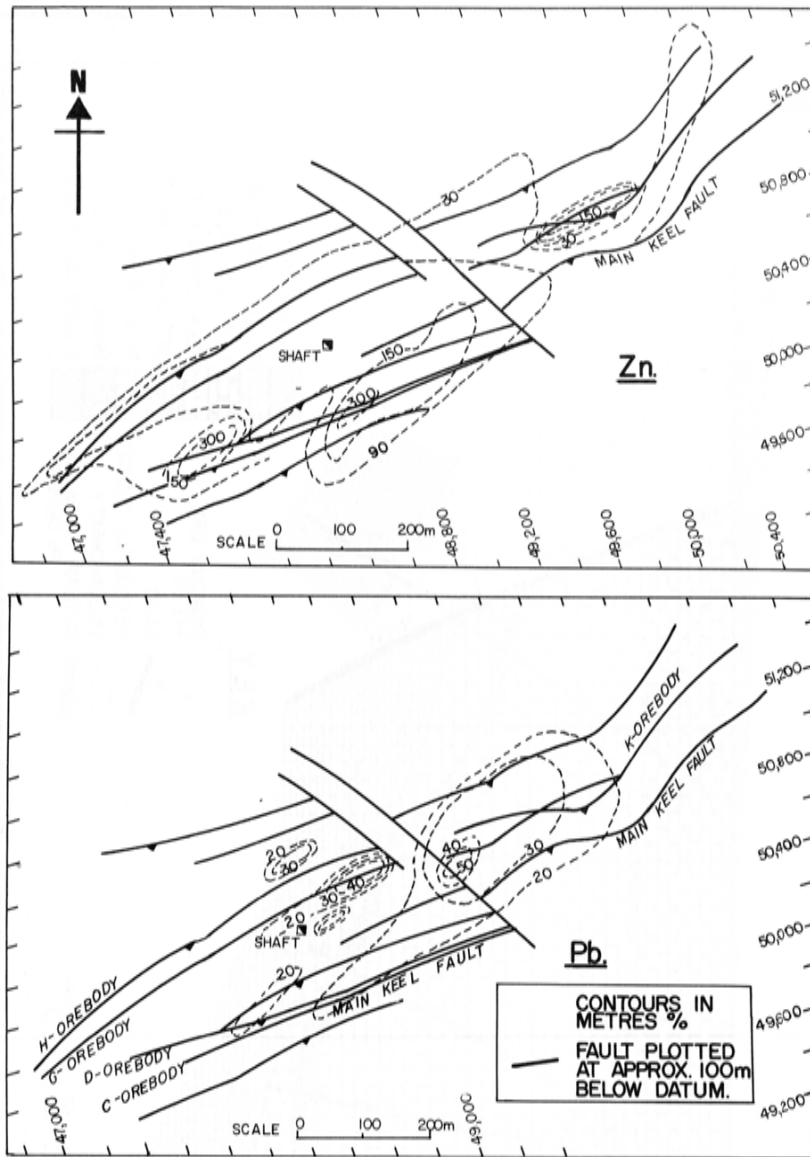 N
51,200
30
50,800
150
30
MAIN KEEL FAULT
50,400
150
SHAFT
50,000
Zn.
300
300
90
49,600
150
47,000
47,400
SCALE 0 100 200m
48,800
49,200
49,600
50,000
50,400
51,200
K-OREBODY
50,800
MAIN KEEL FAULT
20
30
40
50
30
50,400
30 40
20
20
SHAFT
50,000
Pb.
20
MAIN KEEL FAULT
H-OREBODY
G-OREBODY
D-OREBODY
C-OREBODY
CONTOURS IN
METRES %
FAULT PLOTTED
AT APPROX. 100m
BELOW DATUM.
49,600
49,200
47,000
SCALE 0 100 200m
49,000